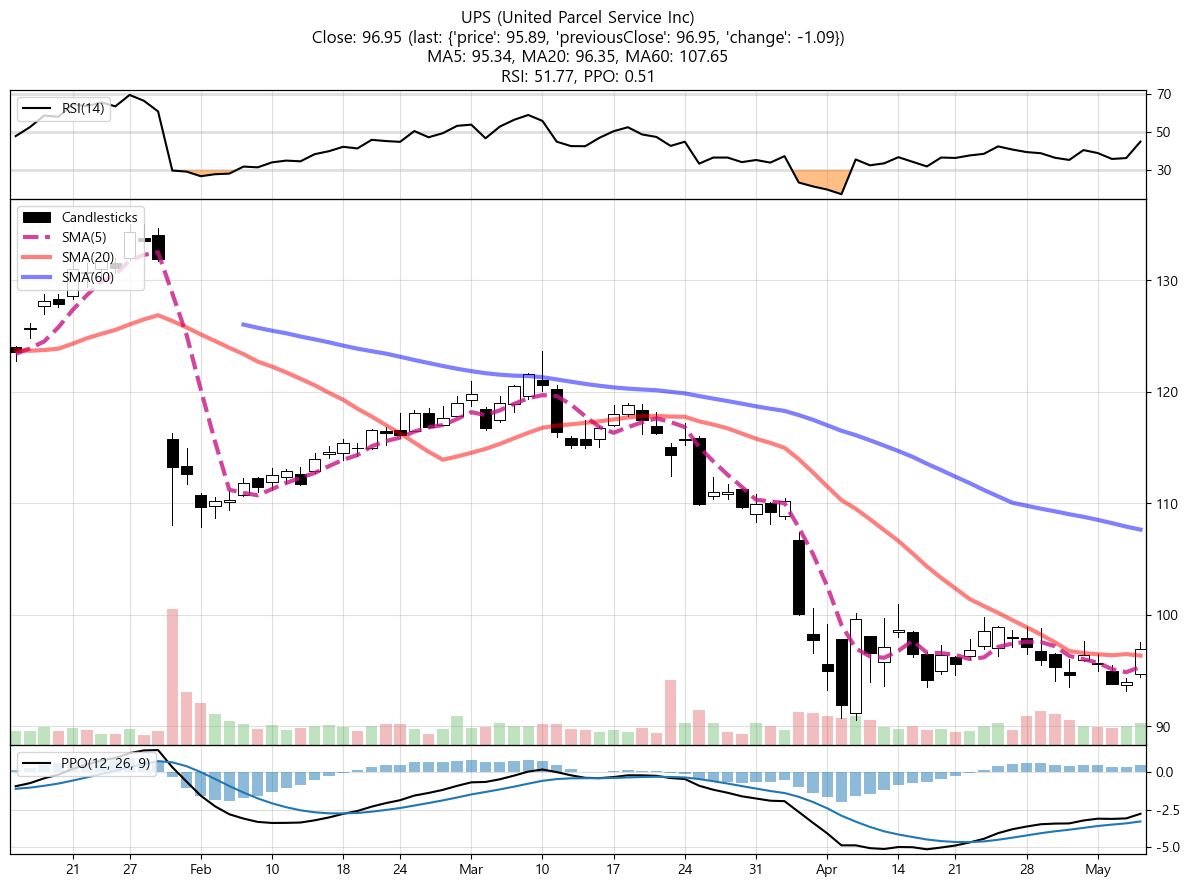 UPS (United Parcel Service Inc)
Close: 96.95 (last: {'price': 95.89, 'previousClose': 96.95, 'change': -1.09})
MA5: 95.34, MA20: 96.35, MA60: 107.65
RSI: 51.77, PPO: 0.51
RSI(14)
70
50
30
Candlesticks
SMA(5)
SMA(20)
SMA(60)
130
120
110
100
90
PPO(12, 26, 9)
0.0
-2.5
-5.0
21 27 Feb 10 18 24 Mar 10 17 24 31 Apr 14 21 28 May